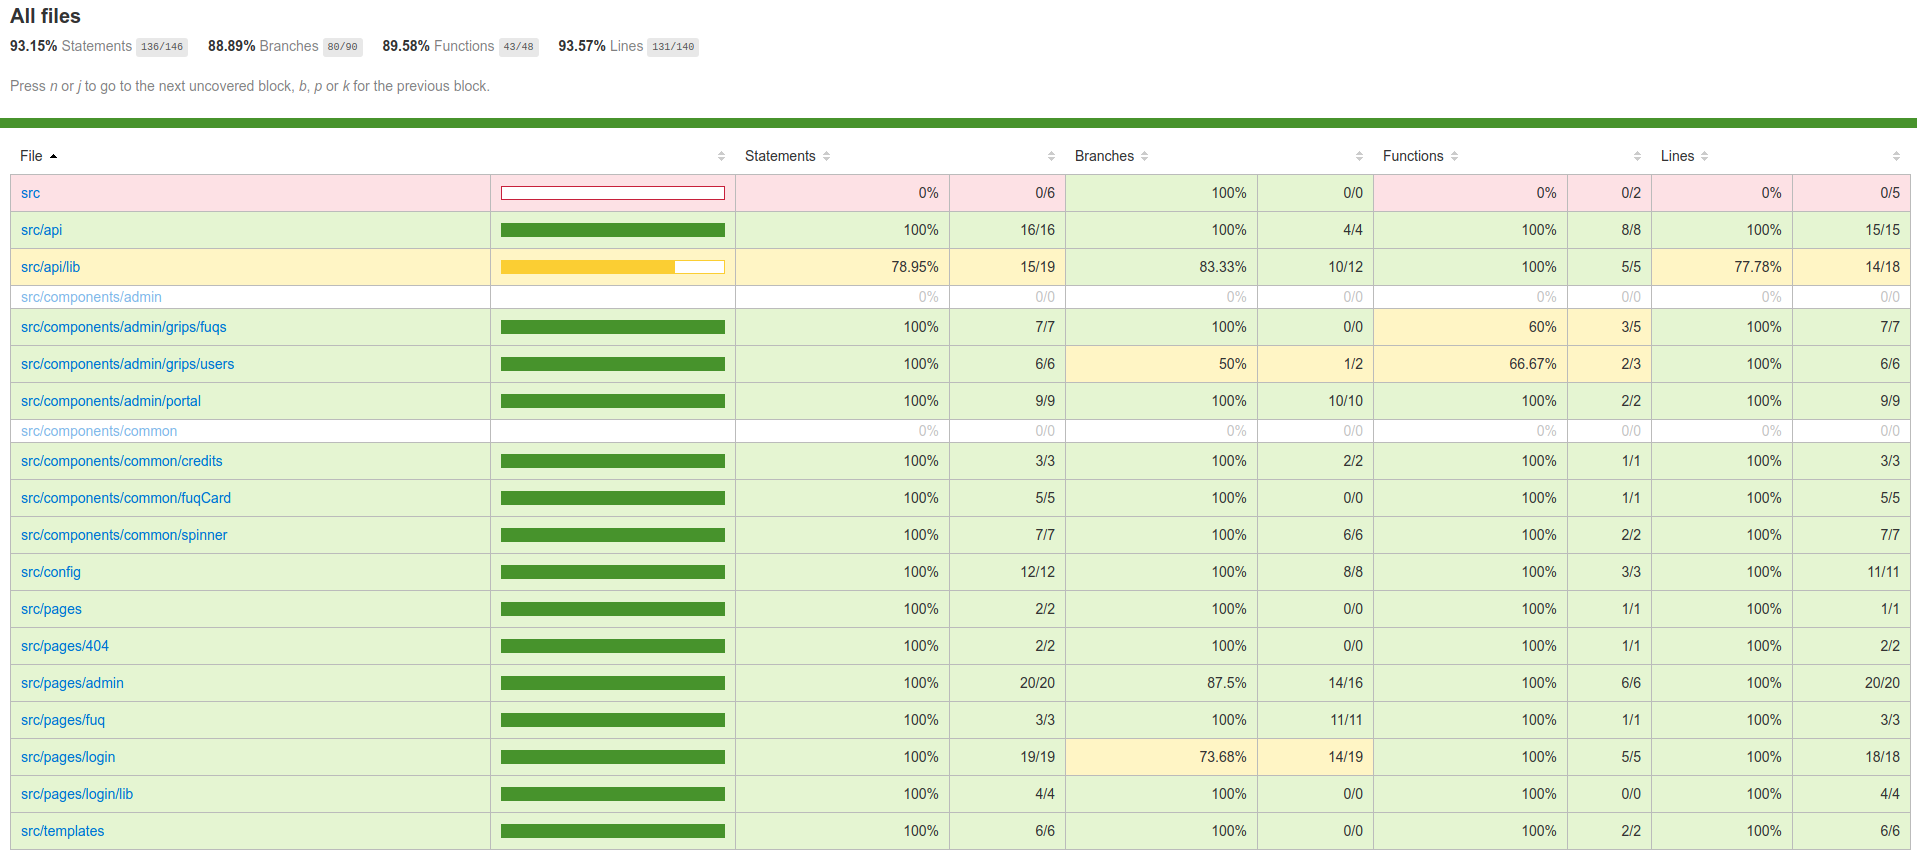 All files
93.15% Statements 136/146 88.89% Branches 80/90 89.58% Functions 43/48 93.57% Lines 131/140
Press n or j to go to the next uncovered block, b, p or k for the previous block.
File Statements Branches Functions Lines
src 0% 0/6 100% 0/0 0% 0/2 0% 0/5
src/api 100% 16/16 100% 4/4 100% 8/8 100% 15/15
src/api/lib 78.95% 15/19 83.33% 10/12 100% 5/5 77.78% 14/18
src/components/admin 0% 0/0 0% 0/0 0% 0/0 0% 0/0
src/components/admin/grips/fuqs 100% 7/7 100% 0/0 60% 3/5 100% 7/7
src/components/admin/grips/users 100% 6/6 50% 1/2 66.67% 2/3 100% 6/6
src/components/admin/portal 100% 9/9 100% 10/10 100% 2/2 100% 9/9
src/components/common 0% 0/0 0% 0/0 0% 0/0 0% 0/0
src/components/common/credits 100% 3/3 100% 2/2 100% 1/1 100% 3/3
src/components/common/fuqCard 100% 5/5 100% 0/0 100% 1/1 100% 5/5
src/components/common/spinner 100% 7/7 100% 6/6 100% 2/2 100% 7/7
src/config 100% 12/12 100% 8/8 100% 3/3 100% 11/11
src/pages 100% 2/2 100% 0/0 100% 1/1 100% 1/1
src/pages/404 100% 2/2 100% 0/0 100% 1/1 100% 2/2
src/pages/admin 100% 20/20 87.5% 14/16 100% 6/6 100% 20/20
src/pages/fuq 100% 3/3 100% 11/11 100% 1/1 100% 3/3
src/pages/login 100% 19/19 73.68% 14/19 100% 5/5 100% 18/18
src/pages/login/lib 100% 4/4 100% 0/0 100% 0/0 100% 4/4
src/templates 100% 6/6 100% 0/0 100% 2/2 100% 6/6